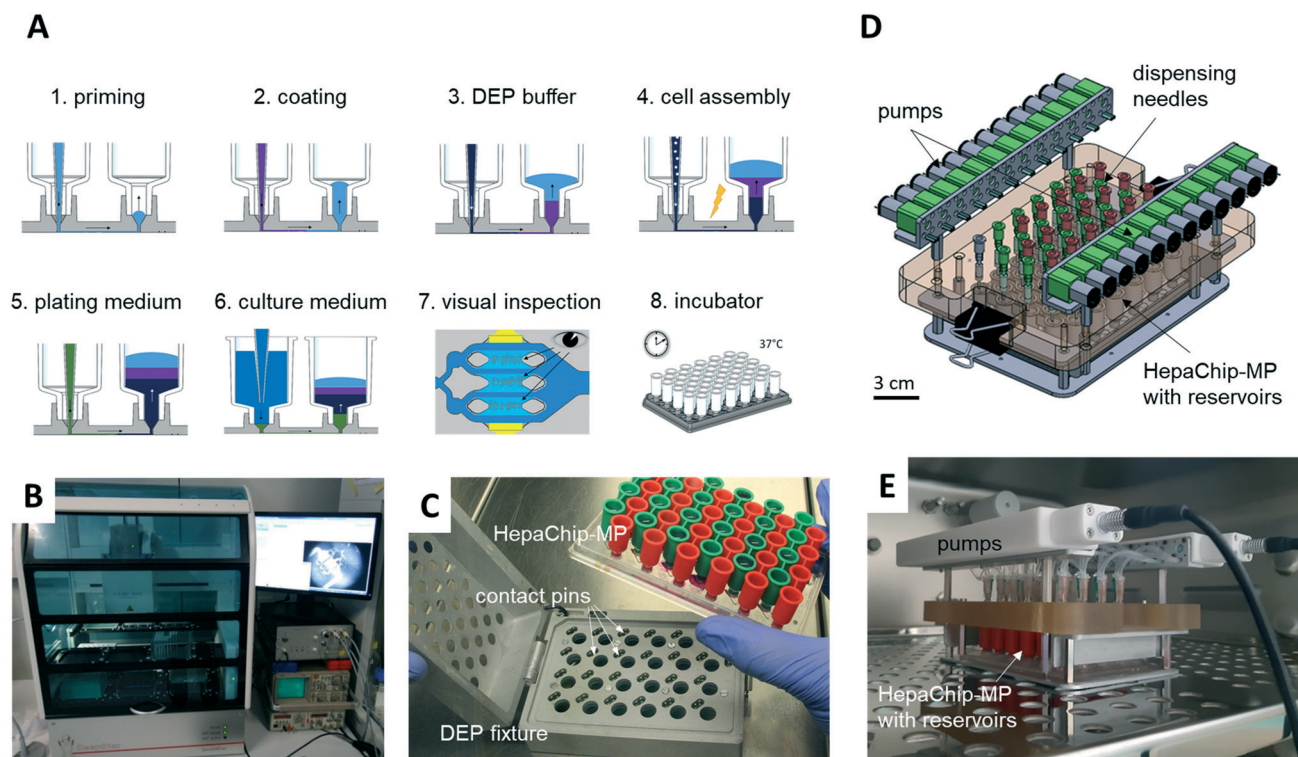 A
1. priming
2. coating
3. DEP buffer
4. cell assembly
5. plating medium
6. culture medium
7. visual inspection
8. incubator
37°C
D
dispensing
needles
pumps
HepaChip-MP
with reservoirs
3 cm
B
C
HepaChip-MP
contact pins
DEP fixture
E
pumps
HepaChip-MP
with reservoirs